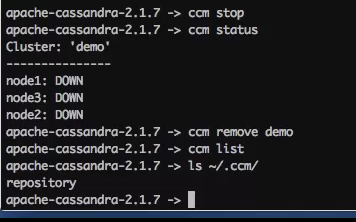 apache-cassandra-2.1.7 -> ccm stop
apache-cassandra-2.1.7 -> ccm status
Cluster: 'demo'
---------------
node1: DOWN
node3: DOWN
node2: DOWN
apache-cassandra-2.1.7 -> ccm remove demo
apache-cassandra-2.1.7 -> ccm list
apache-cassandra-2.1.7 -> ls ~/.ccm/
repository
apache-cassandra-2.1.7 ->